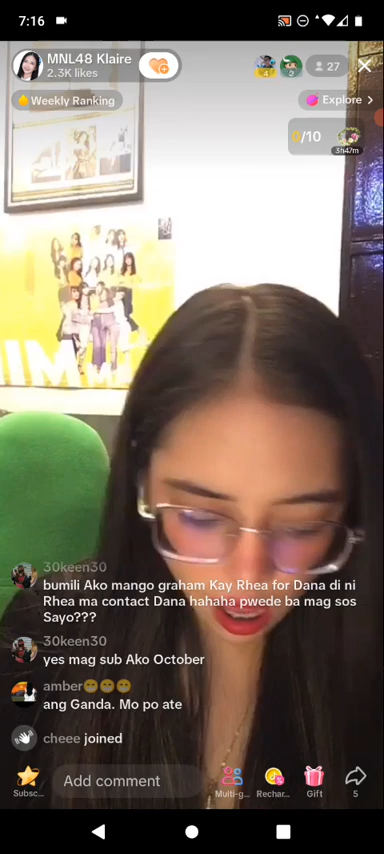 7:16
MNL48 Klaire
2.3K likes
4
2
27
Weekly Ranking
Explore >
0/10
3h47m
30keen30
bumili Ako mango graham Kay Rhea for Dana di ni
Rhea ma contact Dana hahaha pwede ba mag sos
Sayo???
30keen30
yes mag sub Ako October
amber😁😁😁
ang Ganda. Mo po ate
cheee joined
Subsc...
Add comment
Multi-g...
Rechar...
Gift
5